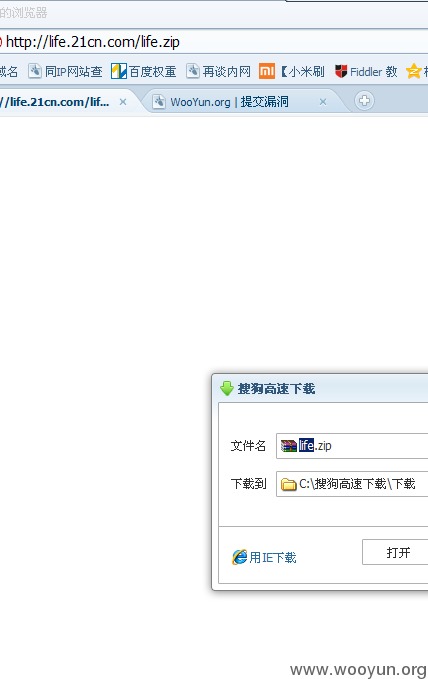 的浏览器
http://life.21cn.com/life.zip
域名 同IP网站查 百度权重 再谈内网 【小米刷 Fiddler 教
//life.21cn.com/lif... × WooYun.org | 提交漏洞 ×
搜狗高速下载
文件名 life.zip
下载到 C:\搜狗高速下载\下载
用IE下载 打开
www.wooyun.org